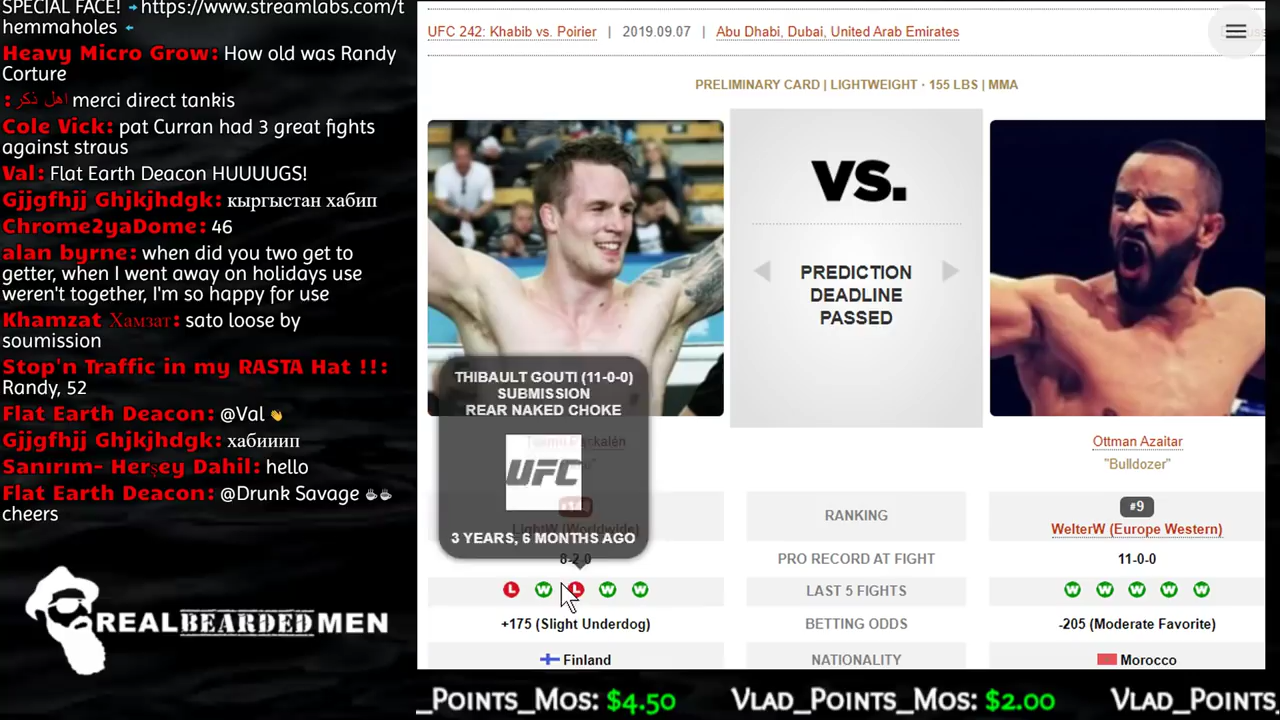 SPECIAL FACE! https://www.streamlabs.com/t
hemmaholes
Heavy Micro Grow: How old was Randy
Corture
اهل ذكر: merci direct tankis
Cole Vick: pat Curran had 3 great fights
against straus
Val: Flat Earth Deacon HUUUUGS!
Gjjgfhjj Ghjkjhdgk: кыргыстан хабип
Chrome2yaDome: 46
alan byrne: when did you two get to
getter, when I went away on holidays use
weren't together, I'm so happy for use
Khamzat Хамзат: sato loose by
soumission
Stop'n Traffic in my RASTA Hat !!:
Randy, 52
Flat Earth Deacon: @Val 👋
Gjjgfhjj Ghjkjhdgk: хабииип
Sanırım- Herşey Dahil: hello
Flat Earth Deacon: @Drunk Savage ☕☕
cheers
REALBEARDEDMEN
UFC 242: Khabib vs. Poirier | 2019.09.07 | Abu Dhabi, Dubai, United Arab Emirates
PRELIMINARY CARD | LIGHTWEIGHT · 155 LBS | MMA
VS.
PREDICTION
DEADLINE
PASSED
THIBAULT GOUTI (11-0-0)
SUBMISSION
REAR NAKED CHOKE
UFC
3 YEARS, 6 MONTHS AGO
Ottman Azaitar
"Bulldozer"
#9
LightW (Worldwide) RANKING WelterW (Europe Western)
8-2-0 PRO RECORD AT FIGHT 11-0-0
L W L W W LAST 5 FIGHTS W W W W W
+175 (Slight Underdog) BETTING ODDS -205 (Moderate Favorite)
Finland NATIONALITY Morocco
_Points_Mos: $4.50 Vlad_Points_Mos: $2.00 Vlad_Points